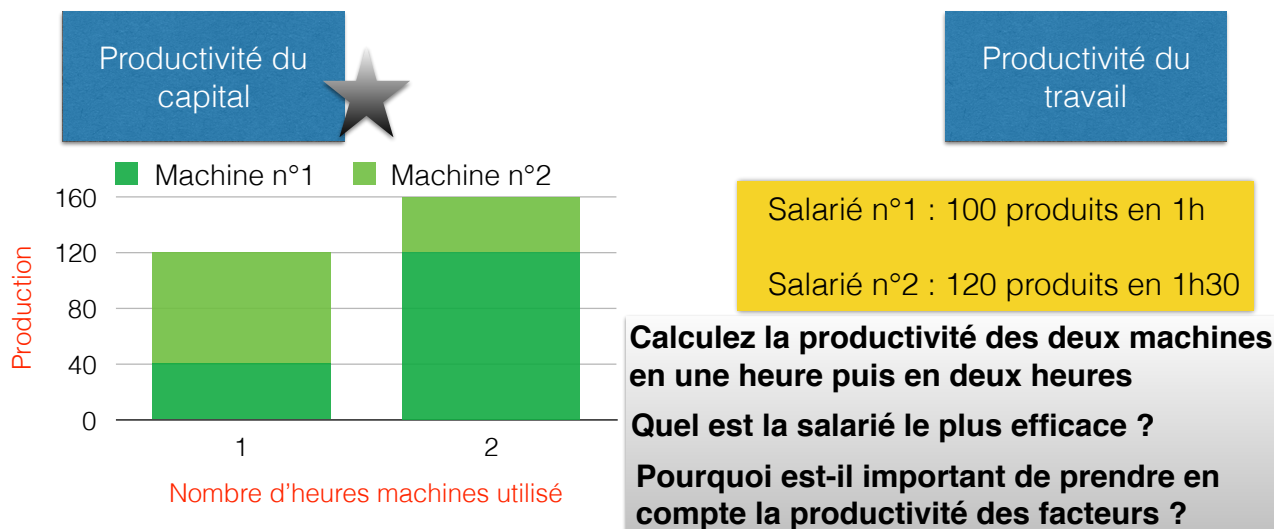 Productivité du
capital
Productivité du
travail
Machine n°1
Machine n°2
160
120
80
40
0
Production
1
2
Nombre d’heures machines utilisé
Salarié n°1 : 100 produits en 1h
Salarié n°2 : 120 produits en 1h30
Calculez la productivité des deux machines
en une heure puis en deux heures
Quel est la salarié le plus efficace ?
Pourquoi est-il important de prendre en
compte la productivité des facteurs ?